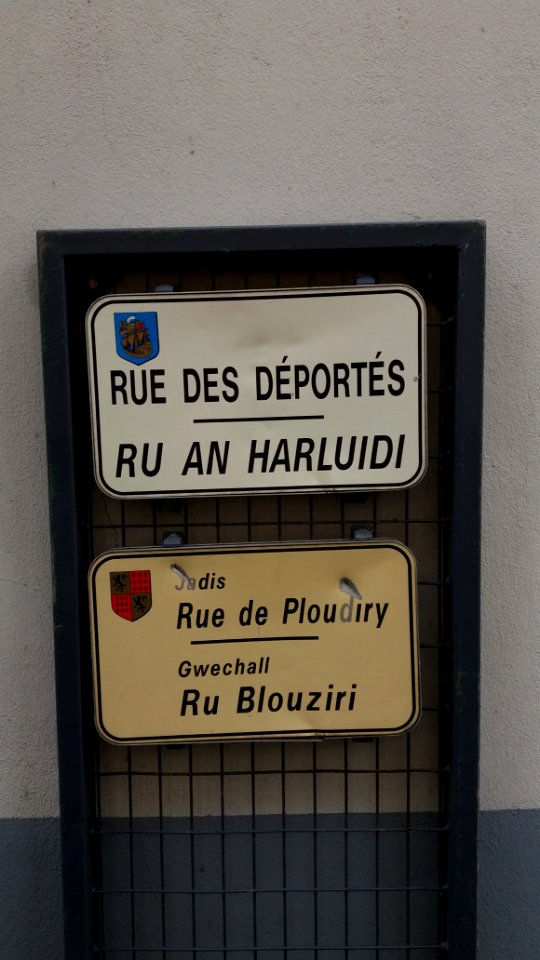 RUE DES DÉPORTÉS
RU AN HARLUIDI
Jadis
Rue de Ploudiry
Gwechall
Ru Blouziri